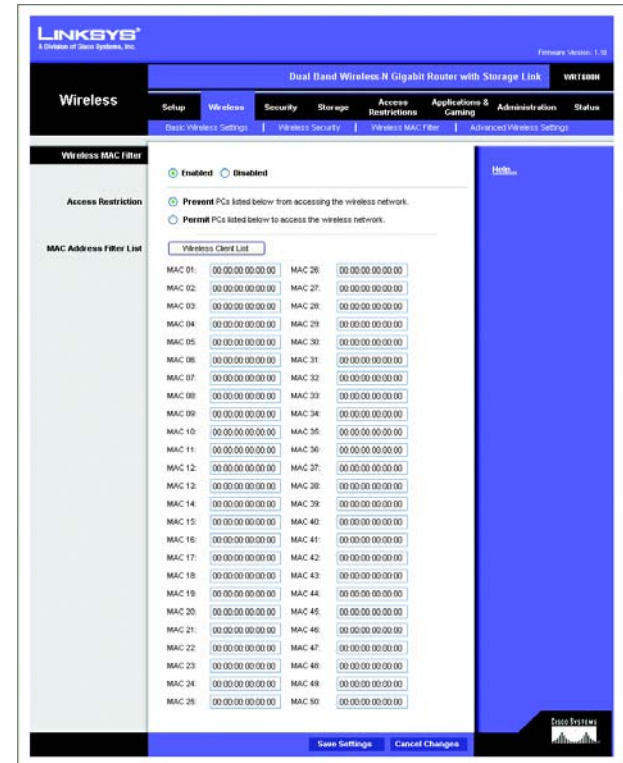 LINKSYS®
A Division of Cisco Systems, Inc.
Firmware Version: 1.10
Dual Band Wireless-N Gigabit Router with Storage Link WRT600N
Wireless
Setup Wireless Security Storage Access Restrictions Applications & Gaming Administration Status
Basic Wireless Settings | Wireless Security | Wireless MAC Filter | Advanced Wireless Settings
Wireless MAC Filter
Enabled Disabled
Help...
Access Restriction
Prevent PCs listed below from accessing the wireless network.
Permit PCs listed below to access the wireless network.
MAC Address Filter List
Wireless Client List
MAC 01: 00:00:00:00:00:00 MAC 26: 00:00:00:00:00:00
MAC 02: 00:00:00:00:00:00 MAC 27: 00:00:00:00:00:00
MAC 03: 00:00:00:00:00:00 MAC 28: 00:00:00:00:00:00
MAC 04: 00:00:00:00:00:00 MAC 29: 00:00:00:00:00:00
MAC 05: 00:00:00:00:00:00 MAC 30: 00:00:00:00:00:00
MAC 06: 00:00:00:00:00:00 MAC 31: 00:00:00:00:00:00
MAC 07: 00:00:00:00:00:00 MAC 32: 00:00:00:00:00:00
MAC 08: 00:00:00:00:00:00 MAC 33: 00:00:00:00:00:00
MAC 09: 00:00:00:00:00:00 MAC 34: 00:00:00:00:00:00
MAC 10: 00:00:00:00:00:00 MAC 35: 00:00:00:00:00:00
MAC 11: 00:00:00:00:00:00 MAC 36: 00:00:00:00:00:00
MAC 12: 00:00:00:00:00:00 MAC 37: 00:00:00:00:00:00
MAC 13: 00:00:00:00:00:00 MAC 38: 00:00:00:00:00:00
MAC 14: 00:00:00:00:00:00 MAC 39: 00:00:00:00:00:00
MAC 15: 00:00:00:00:00:00 MAC 40: 00:00:00:00:00:00
MAC 16: 00:00:00:00:00:00 MAC 41: 00:00:00:00:00:00
MAC 17: 00:00:00:00:00:00 MAC 42: 00:00:00:00:00:00
MAC 18: 00:00:00:00:00:00 MAC 43: 00:00:00:00:00:00
MAC 19: 00:00:00:00:00:00 MAC 44: 00:00:00:00:00:00
MAC 20: 00:00:00:00:00:00 MAC 45: 00:00:00:00:00:00
MAC 21: 00:00:00:00:00:00 MAC 46: 00:00:00:00:00:00
MAC 22: 00:00:00:00:00:00 MAC 47: 00:00:00:00:00:00
MAC 23: 00:00:00:00:00:00 MAC 48: 00:00:00:00:00:00
MAC 24: 00:00:00:00:00:00 MAC 49: 00:00:00:00:00:00
MAC 25: 00:00:00:00:00:00 MAC 50: 00:00:00:00:00:00
Cisco Systems
Save Settings Cancel Changes